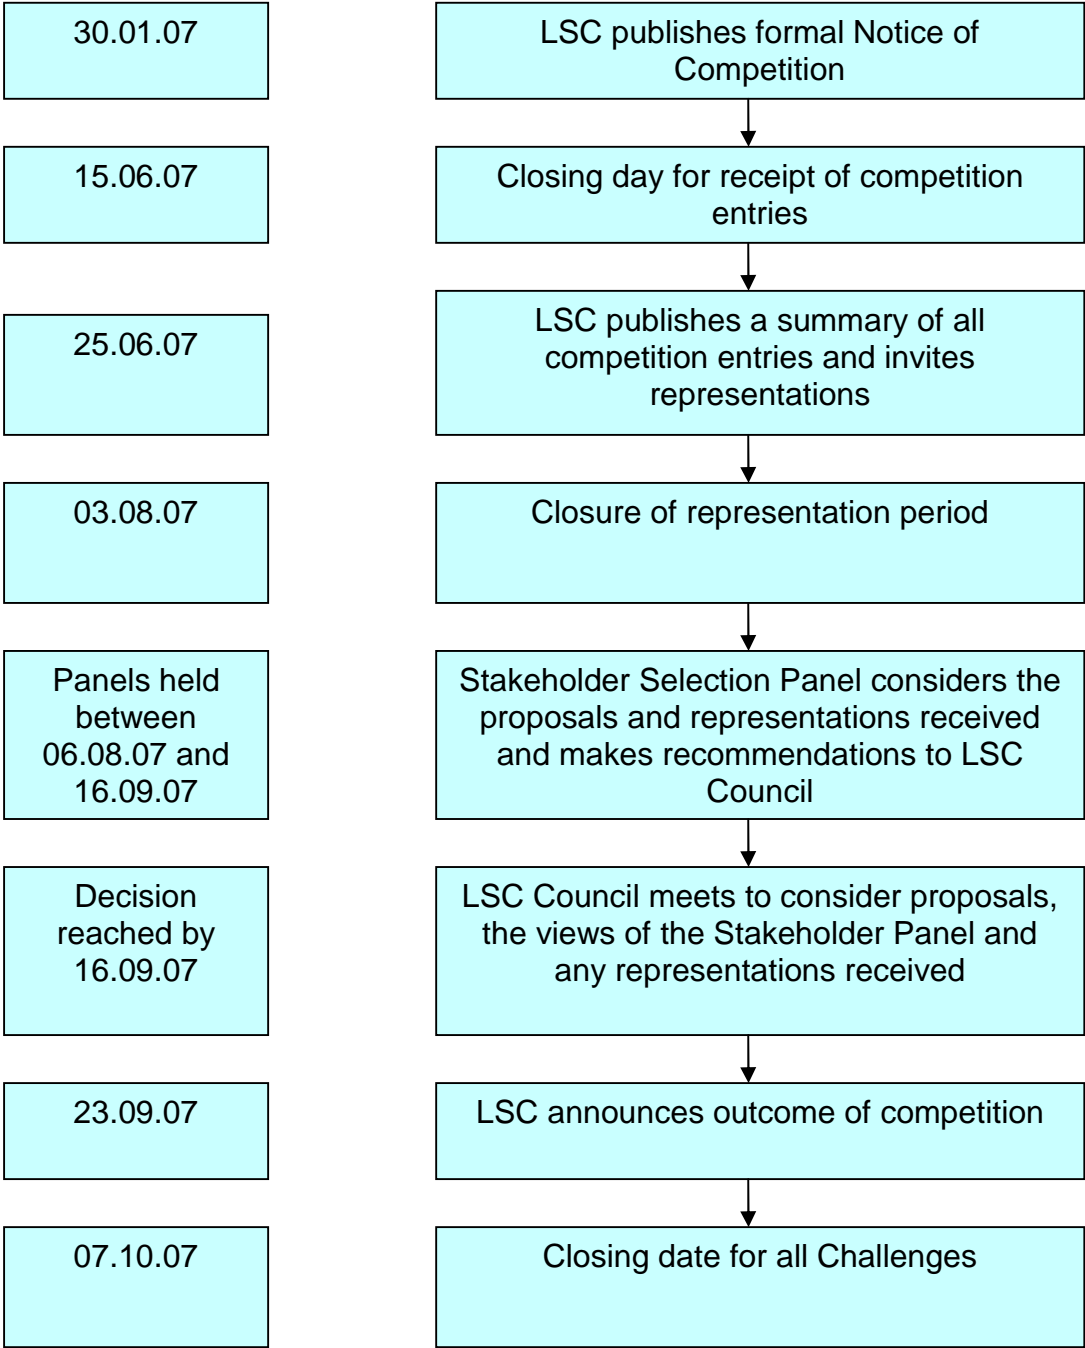 30.01.07
LSC publishes formal Notice of
Competition
15.06.07
Closing day for receipt of competition
entries
25.06.07
LSC publishes a summary of all
competition entries and invites
representations
03.08.07
Closure of representation period
Panels held
between
06.08.07 and
16.09.07
Stakeholder Selection Panel considers the
proposals and representations received
and makes recommendations to LSC
Council
Decision
reached by
16.09.07
LSC Council meets to consider proposals,
the views of the Stakeholder Panel and
any representations received
23.09.07
LSC announces outcome of competition
07.10.07
Closing date for all Challenges